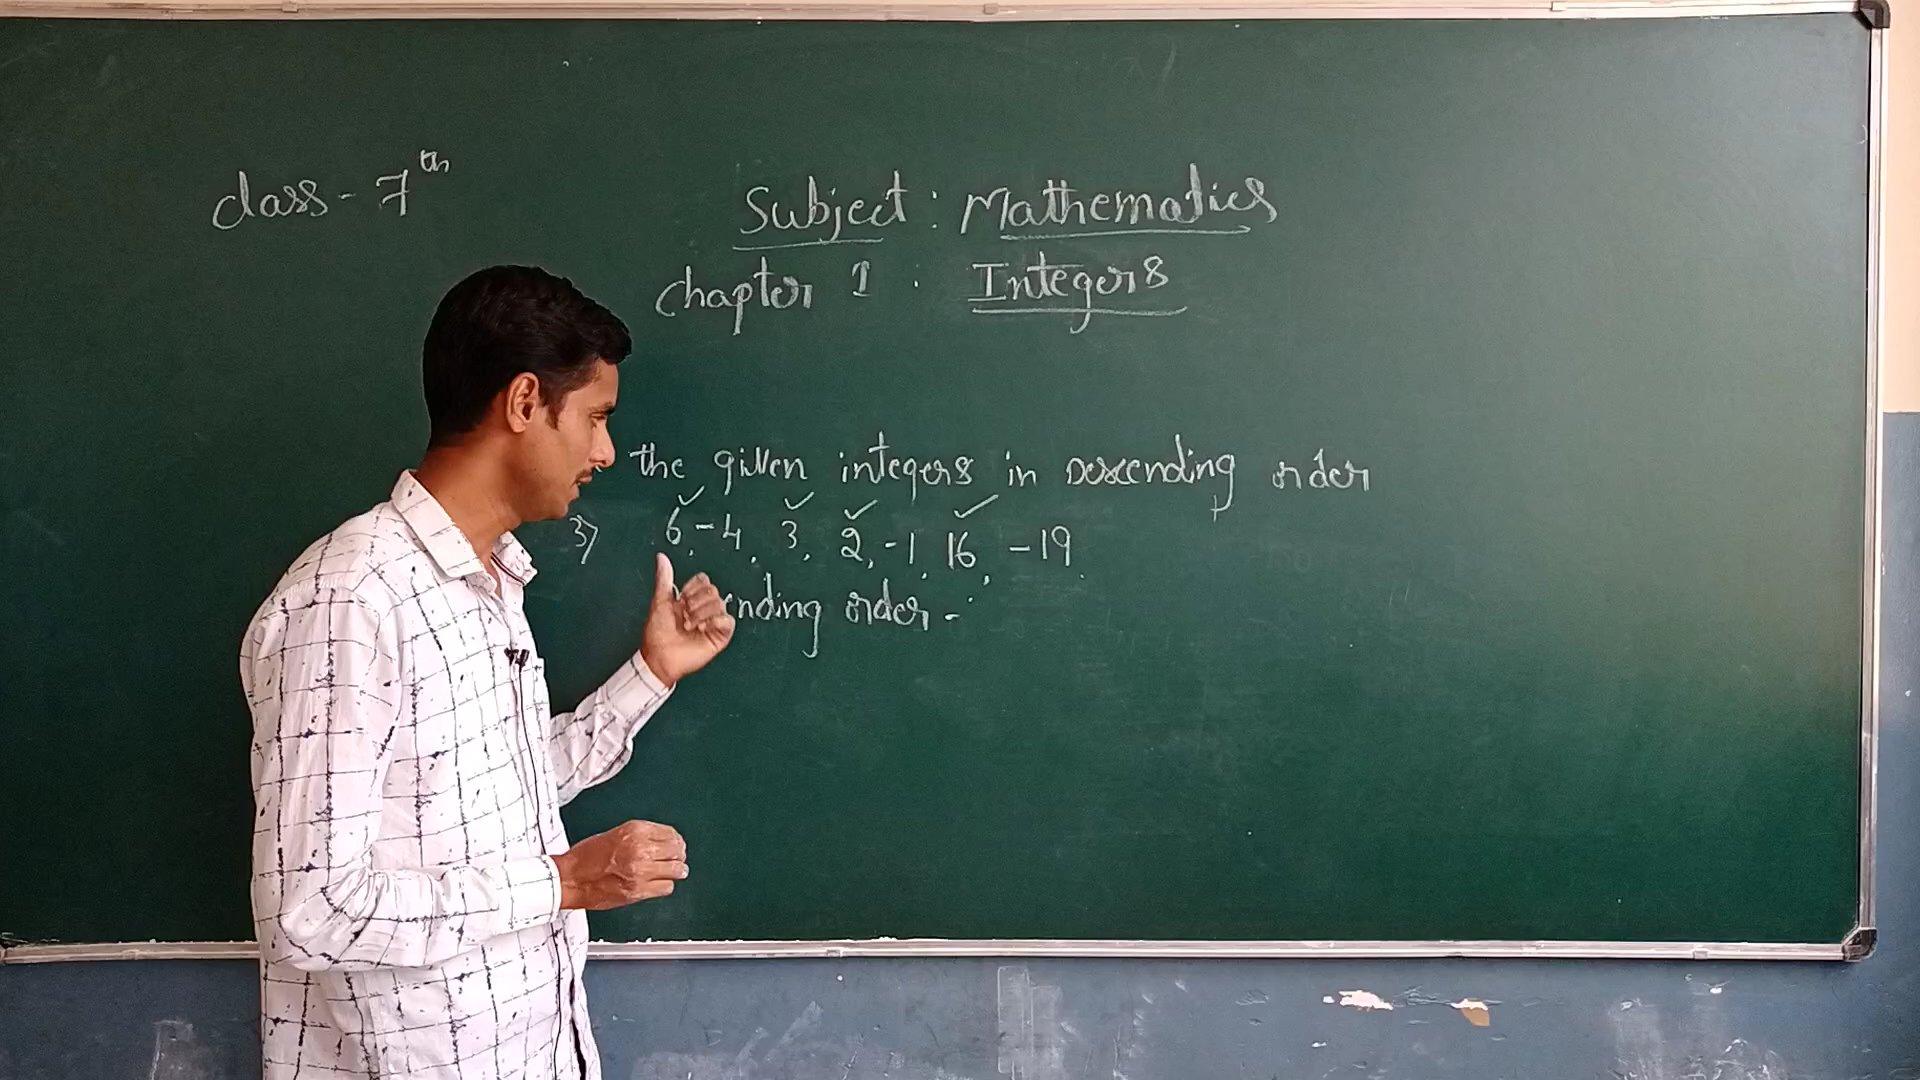 class - 7th
Subject : Mathematics
chapter 1 : Integers
the given integers in Descending order
3) 6, -4, 3, 2, -1, 16, -19.
ending order -